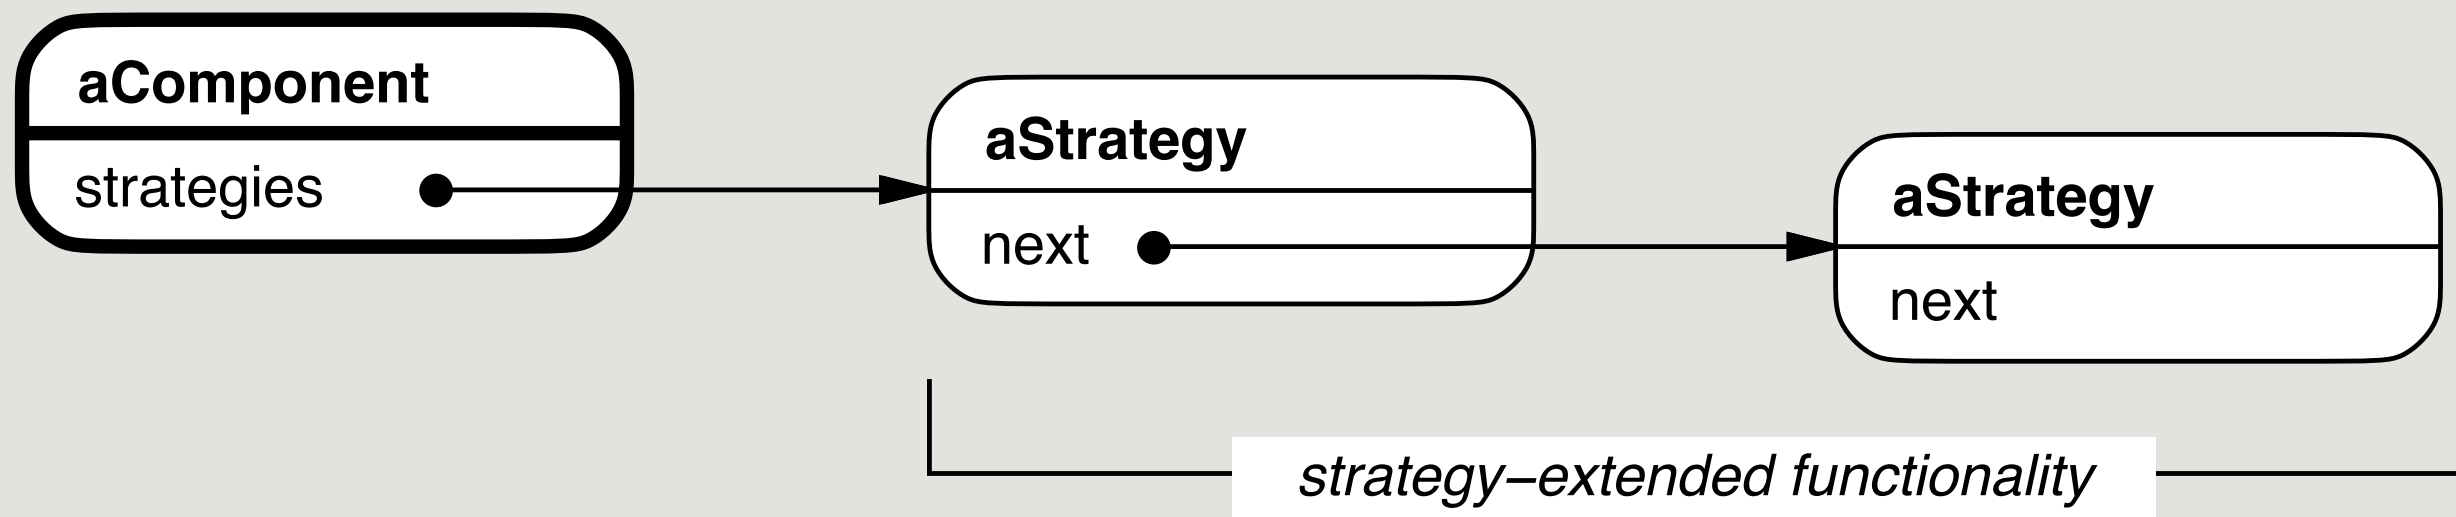 aComponent
strategies
aStrategy
next
aStrategy
next
strategy–extended functionality